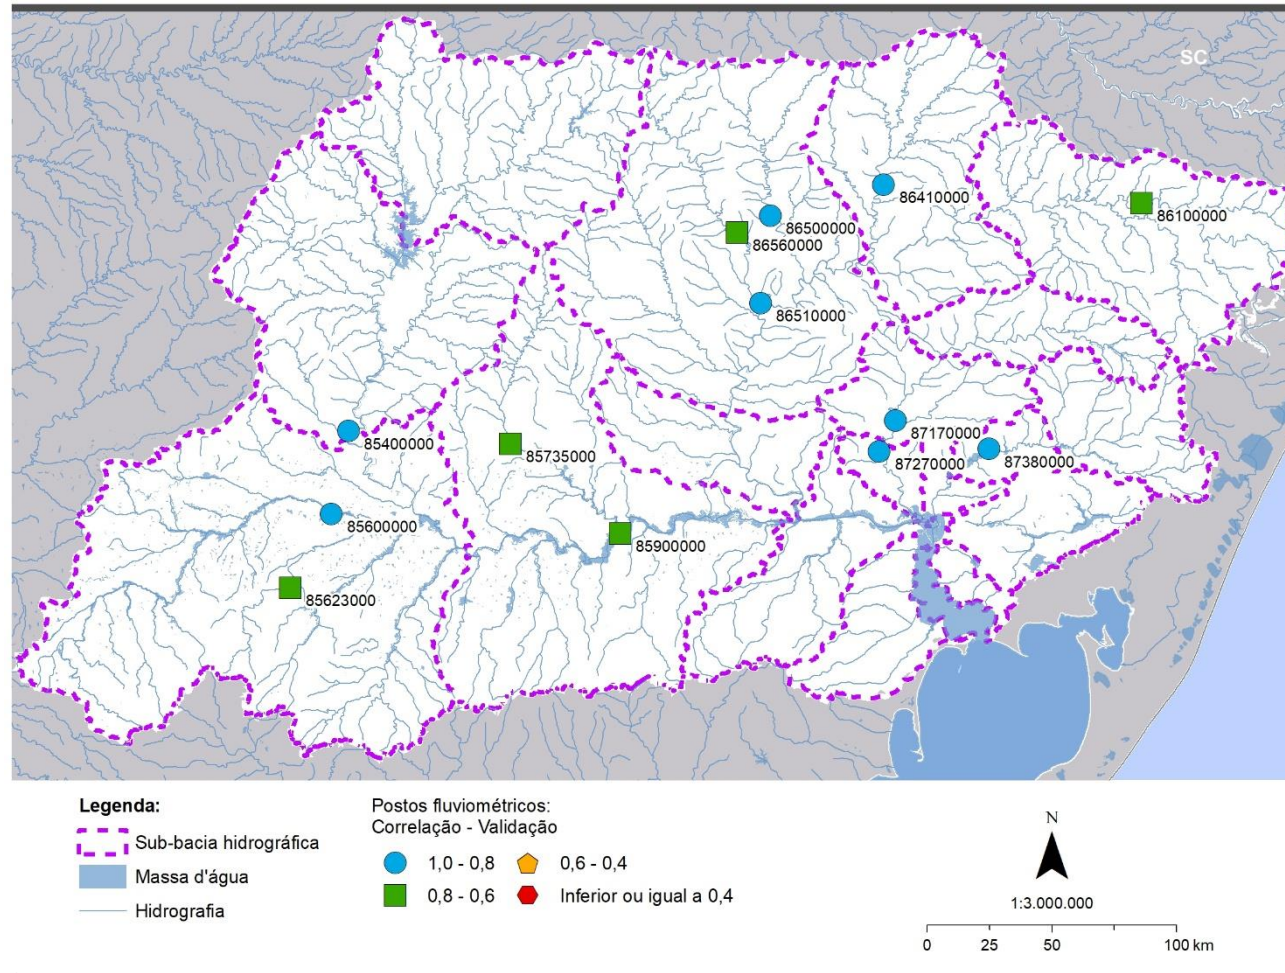 SC
86410000
86100000
86500000
86560000
86510000
87170000
85400000
85735000
87270000
87380000
85600000
85900000
85623000
Legenda:
Sub-bacia hidrográfica
Massa d'água
Hidrografia
Postos fluviométricos:
Correlação - Validação
1,0 - 0,8
0,6 - 0,4
0,8 - 0,6
Inferior ou igual a 0,4
N
1:3.000.000
0 25 50 100 km